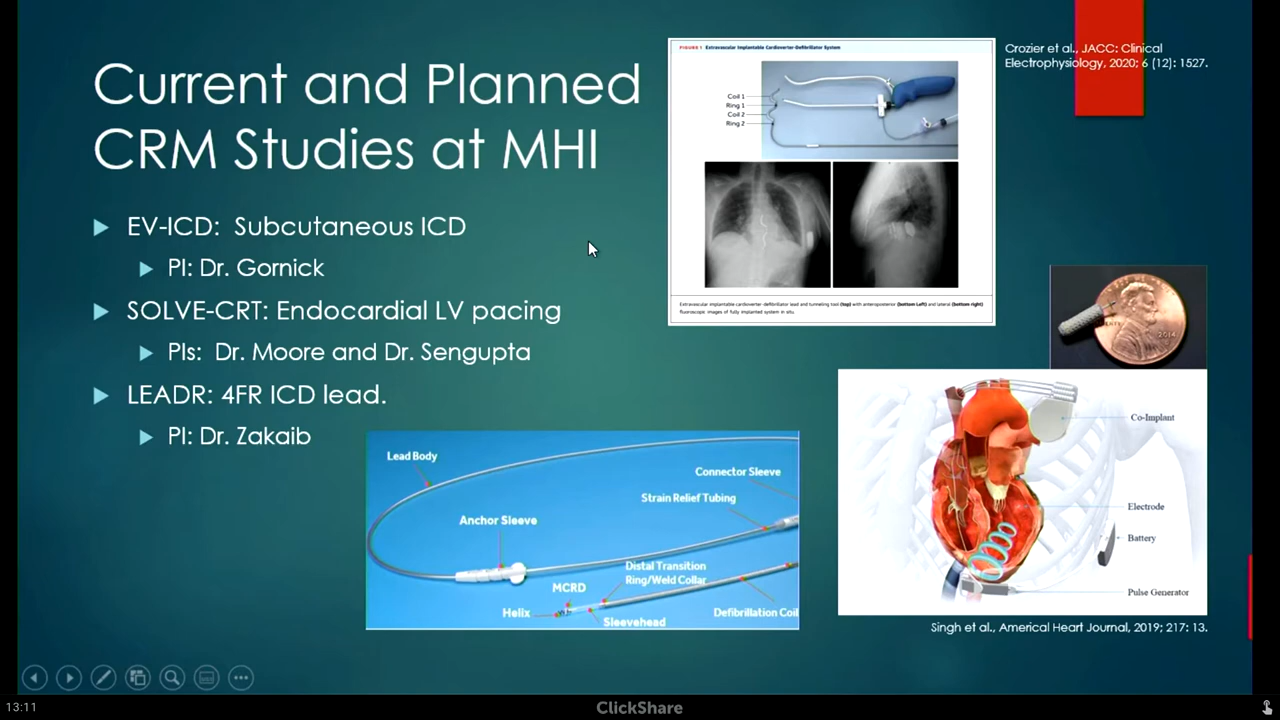 Current and Planned
CRM Studies at MHI
EV-ICD: Subcutaneous ICD
PI: Dr. Gornick
SOLVE-CRT: Endocardial LV pacing
PIs: Dr. Moore and Dr. Sengupta
LEADR: 4FR ICD lead.
PI: Dr. Zakaib
FIGURE 1 Extravascular Implantable Cardioverter-Defibrillator System
Coil 1
Ring 1
Coil 2
Ring 2
Extravascular implantable cardioverter-defibrillator lead and tunneling tool (top) with anteroposterior (bottom Left) and lateral (bottom right)
fluoroscopic images of fully implanted system in situ.
Crozier et al., JACC: Clinical
Electrophysiology, 2020; 6 (12): 1527.
LIBERTY
2014
Lead Body
Connector Sleeve
Strain Relief Tubing
Anchor Sleeve
Distal Transition
Ring/Weld Collar
MCRD
Helix
Sleevehead
Defibrillation Coil
Co-Implant
Electrode
Battery
Pulse Generator
Singh et al., Americal Heart Journal, 2019; 217: 13.
13:11
ClickShare